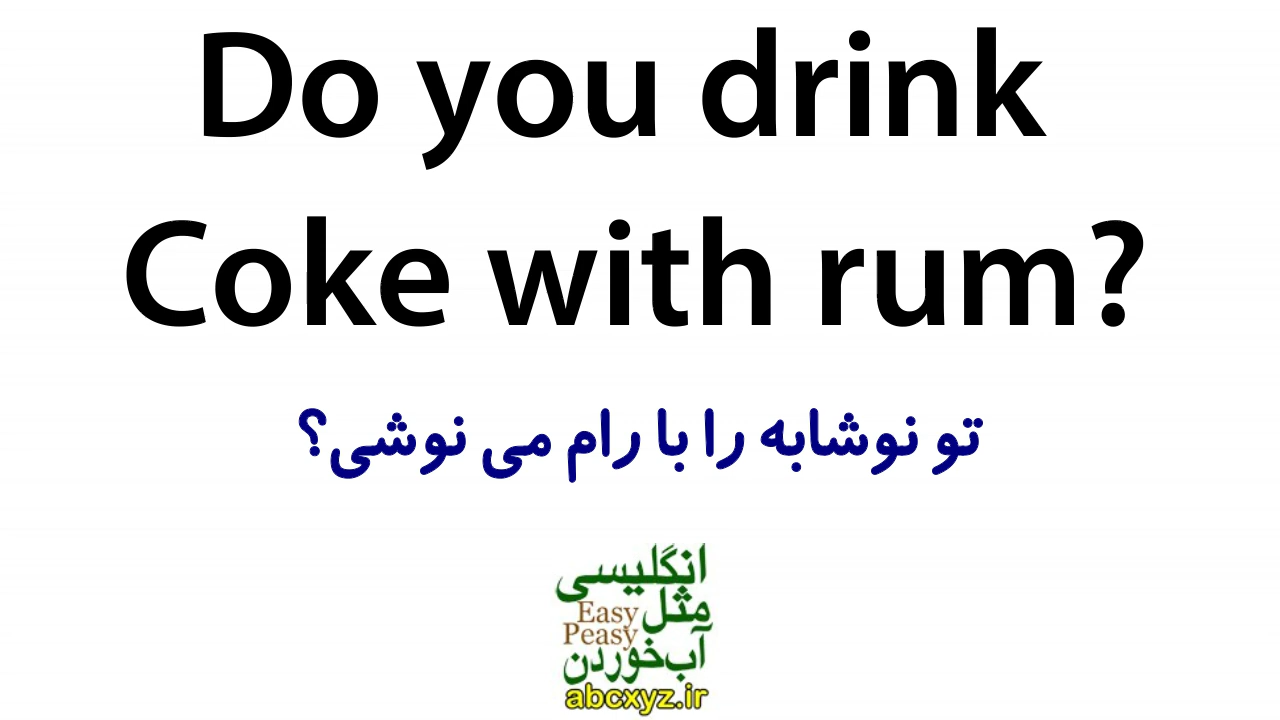 Do you drink
Coke with rum?
تو نوشابه را با رام می نوشی؟
انگلیسی
مثل
Easy
Peasy
آب‌خوردن
abcxyz.ir